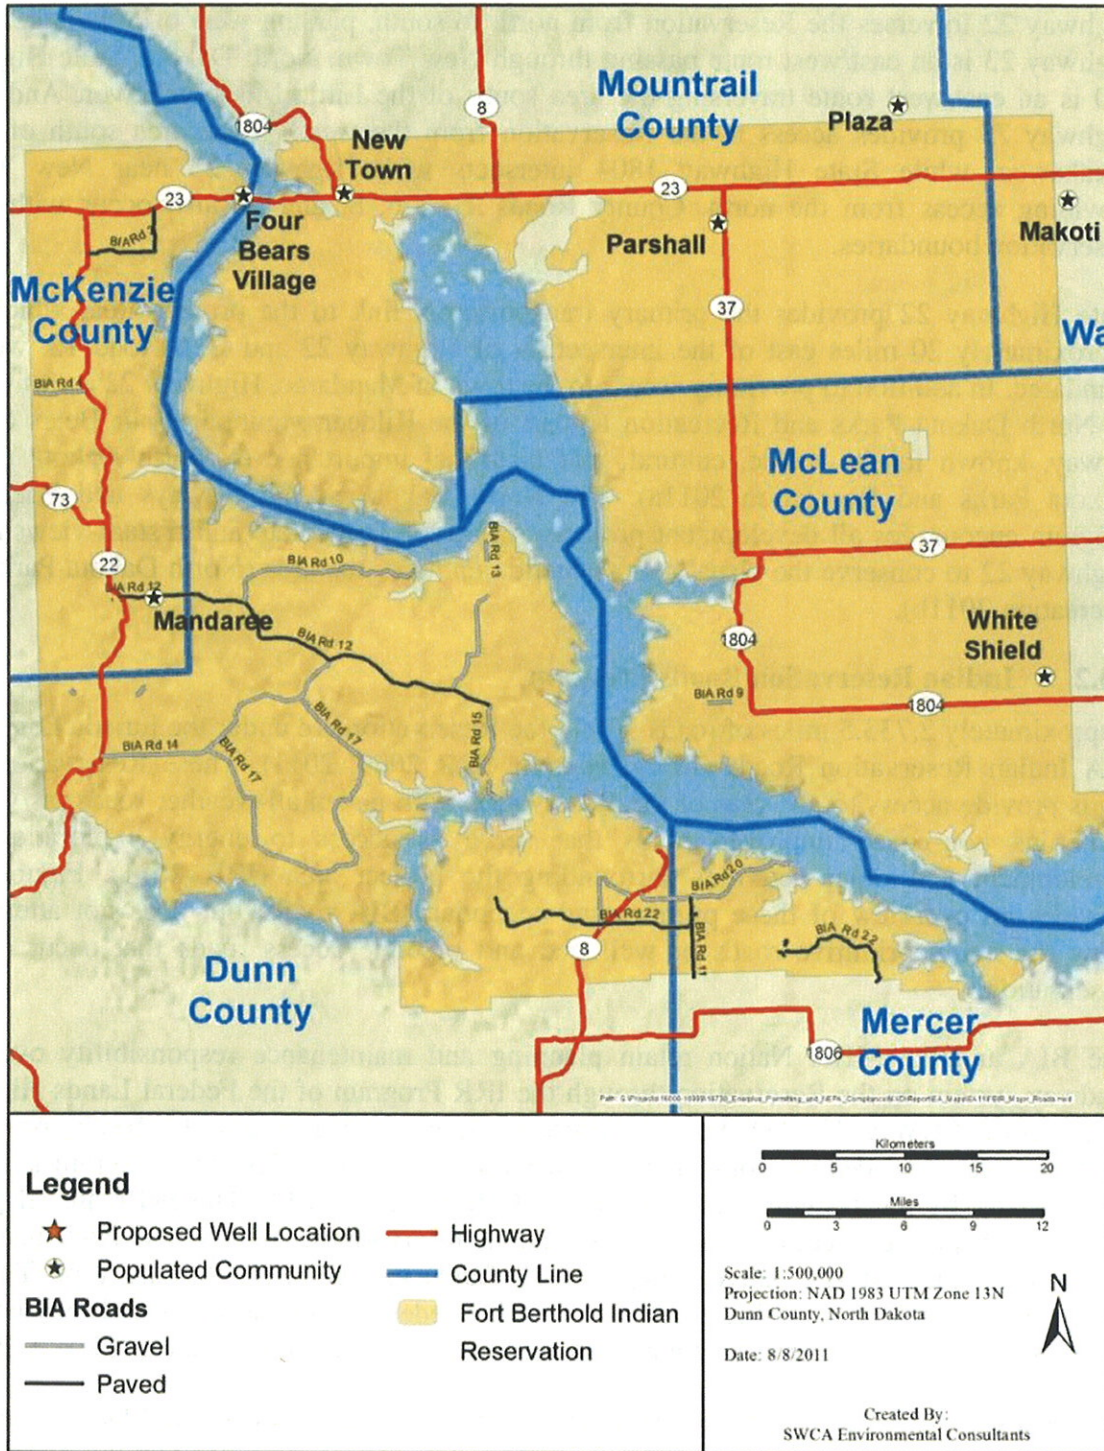 Mountrail
County
8
Plaza
1804
New
Town
23
23
Four
Bears
Village
Parshall
Makoti
BIA Rd 2
McKenzie
County
37
Wa
BIA Rd 4
McLean
County
73
22
BIA Rd 10
BIA Rd 13
37
BIA Rd 12
Mandaree
BIA Rd 12
1804
White
Shield
BIA Rd 9
1804
BIA Rd 14
BIA Rd 17
BIA Rd 17
BIA Rd 15
BIA Rd 20
BIA Rd 22
BIA Rd 11
BIA Rd 22
8
Dunn
County
Mercer
County
1806
Legend
Proposed Well Location
Populated Community
BIA Roads
Gravel
Paved
Highway
County Line
Fort Berthold Indian
Reservation
Kilometers
0 5 10 15 20
Miles
0 3 6 9 12
Scale: 1:500,000
Projection: NAD 1983 UTM Zone 13N
Dunn County, North Dakota
Date: 8/8/2011
N
Created By:
SWCA Environmental Consultants